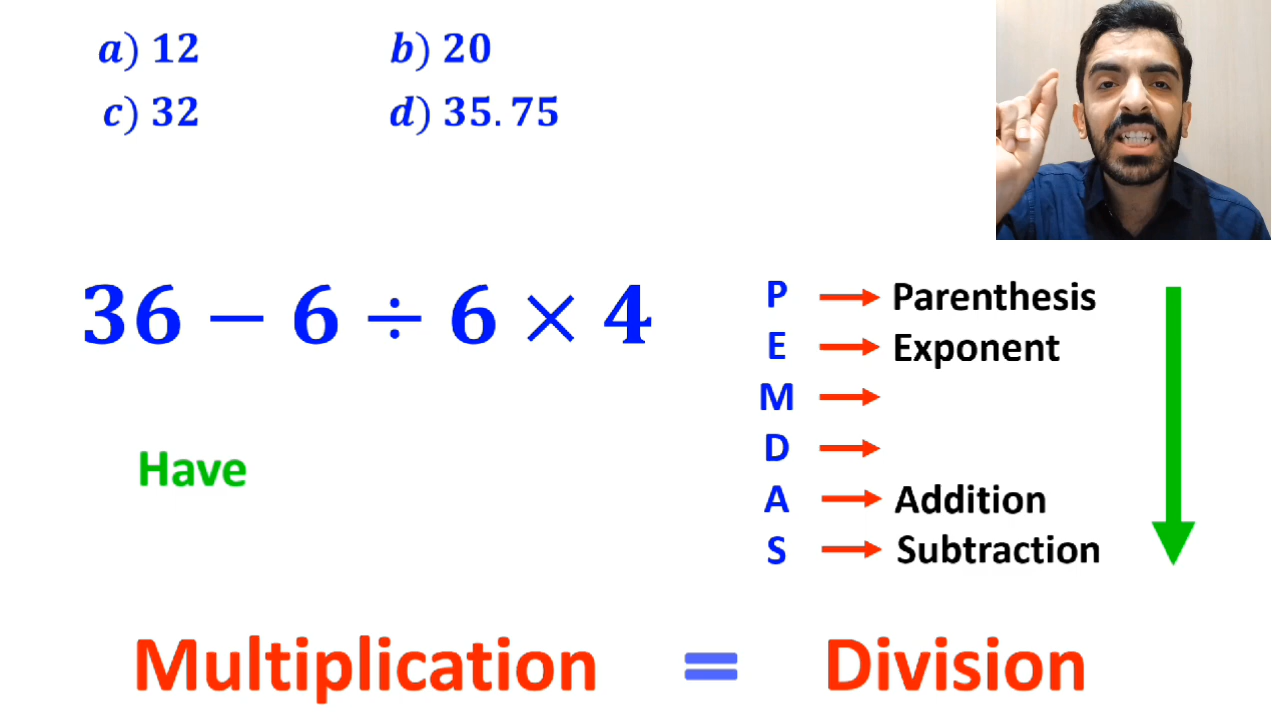 a) 12 b) 20
c) 32 d) 35.75
36 − 6 ÷ 6 × 4
P → Parenthesis
E → Exponent
M →
D →
A → Addition
S → Subtraction
Have
Multiplication = Division